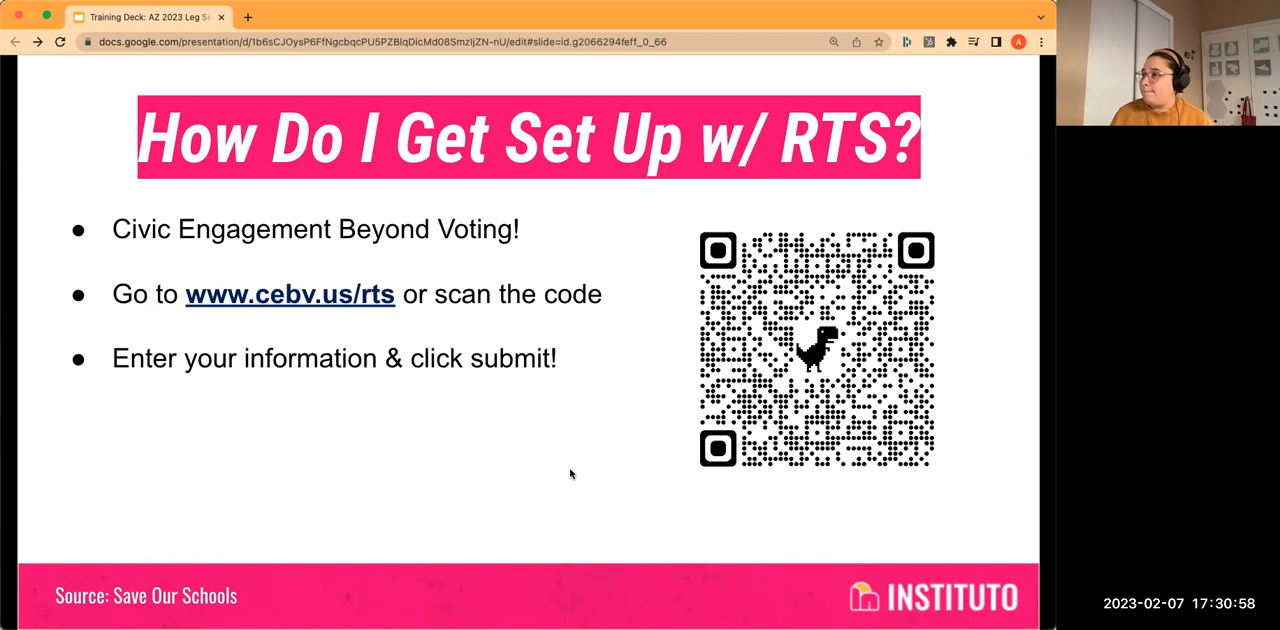 Training Deck: AZ 2023 Leg Se
docs.google.com/presentation/d/1b6sCJOysP6FfNgcbqcPU5PZBlqDicMd08SmzIjZN-nU/edit#slide=id.g2066294feff_0_66
A
How Do I Get Set Up w/ RTS?
● Civic Engagement Beyond Voting!
● Go to www.cebv.us/rts or scan the code
● Enter your information & click submit!
Source: Save Our Schools
INSTITUTO
2023-02-07 17:30:58